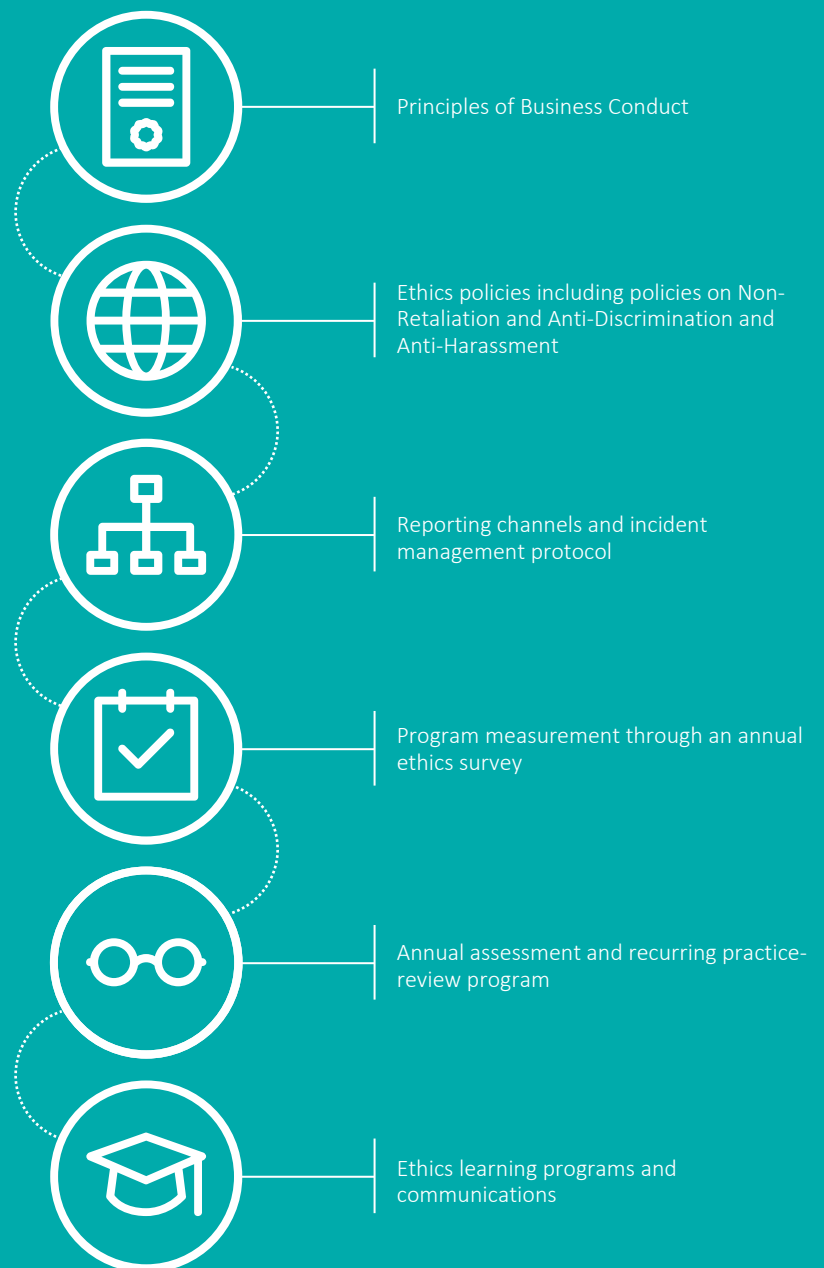 Principles of Business Conduct
Ethics policies including policies on Non-
Retaliation and Anti-Discrimination and
Anti-Harassment
Reporting channels and incident
management protocol
Program measurement through an annual
ethics survey
Annual assessment and recurring practice-
review program
Ethics learning programs and
communications